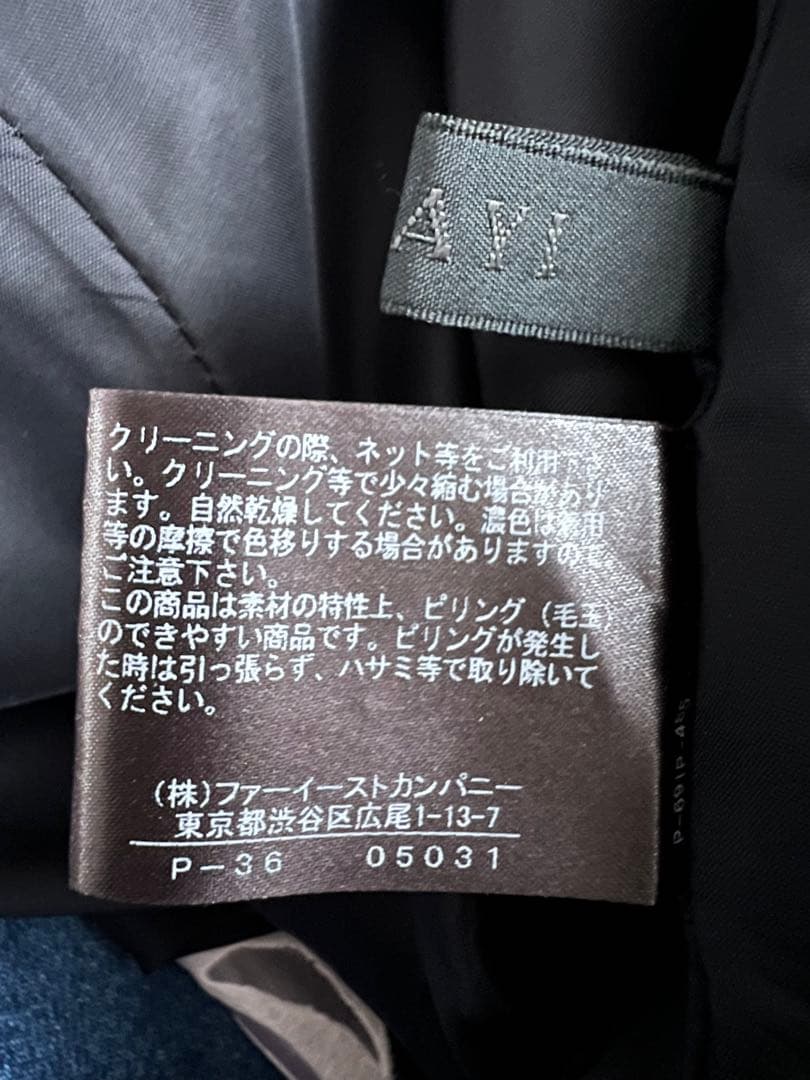 AYI
クリーニングの際、ネット等をご利用下さ
い。クリーニング等で少々縮む場合があり
ます。自然乾燥してください。濃色は着用
等の摩擦で色移りする場合がありますので
ご注意下さい。
この商品は素材の特性上、ピリング(毛玉)
のできやすい商品です。ピリングが発生し
た時は引っ張らず、ハサミ等で取り除いて
ください。
(株)ファーイーストカンパニー
東京都渋谷区広尾1-13-7
P-36 05031